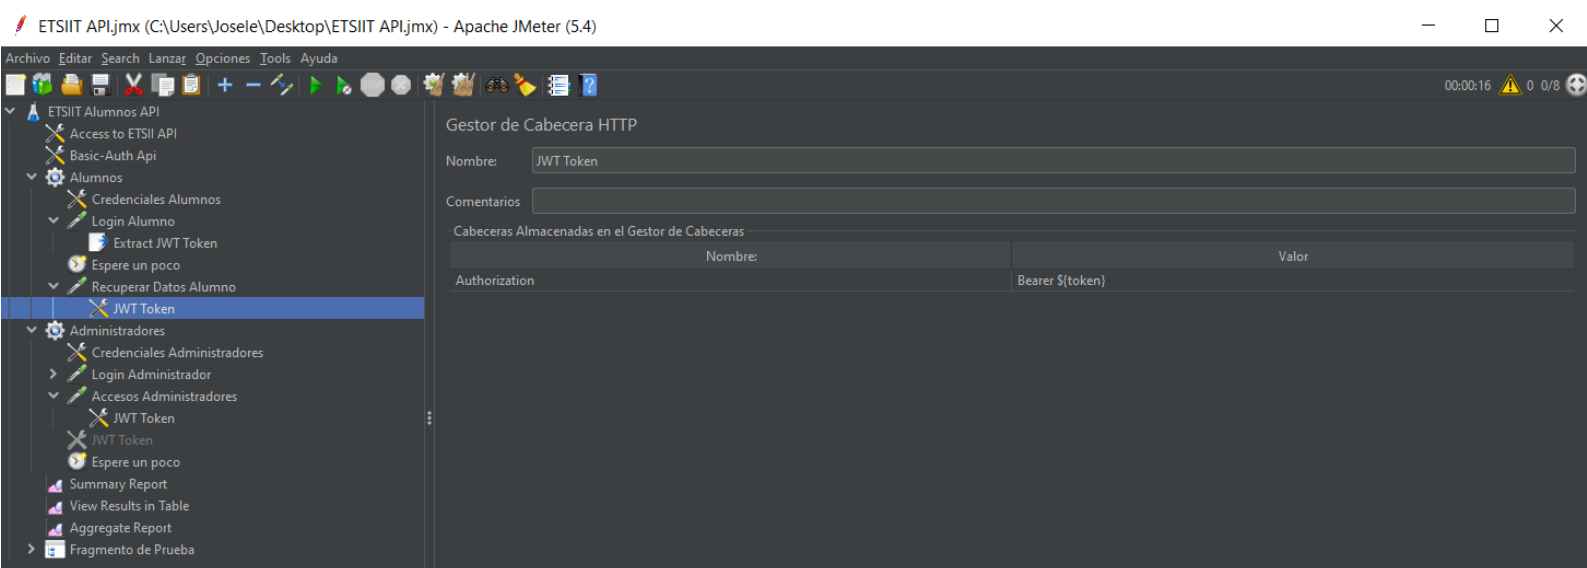 ETSIIT API.jmx (C:\Users\Josele\Desktop\ETSIIT API.jmx) - Apache JMeter (5.4)
Archivo Editar Search Lanzar Opciones Tools Ayuda
00:00:16 0 0/8
ETSIIT Alumnos API
Access to ETSII API
Basic-Auth Api
Alumnos
Credenciales Alumnos
Login Alumno
Extract JWT Token
Espere un poco
Recuperar Datos Alumno
JWT Token
Administradores
Credenciales Administradores
Login Administrador
Accesos Administradores
JWT Token
JWT Token
Espere un poco
Summary Report
View Results in Table
Aggregate Report
Fragmento de Prueba
Gestor de Cabecera HTTP
Nombre: JWT Token
Comentarios
Cabeceras Almacenadas en el Gestor de Cabeceras
Nombre: Valor
Authorization Bearer ${token}